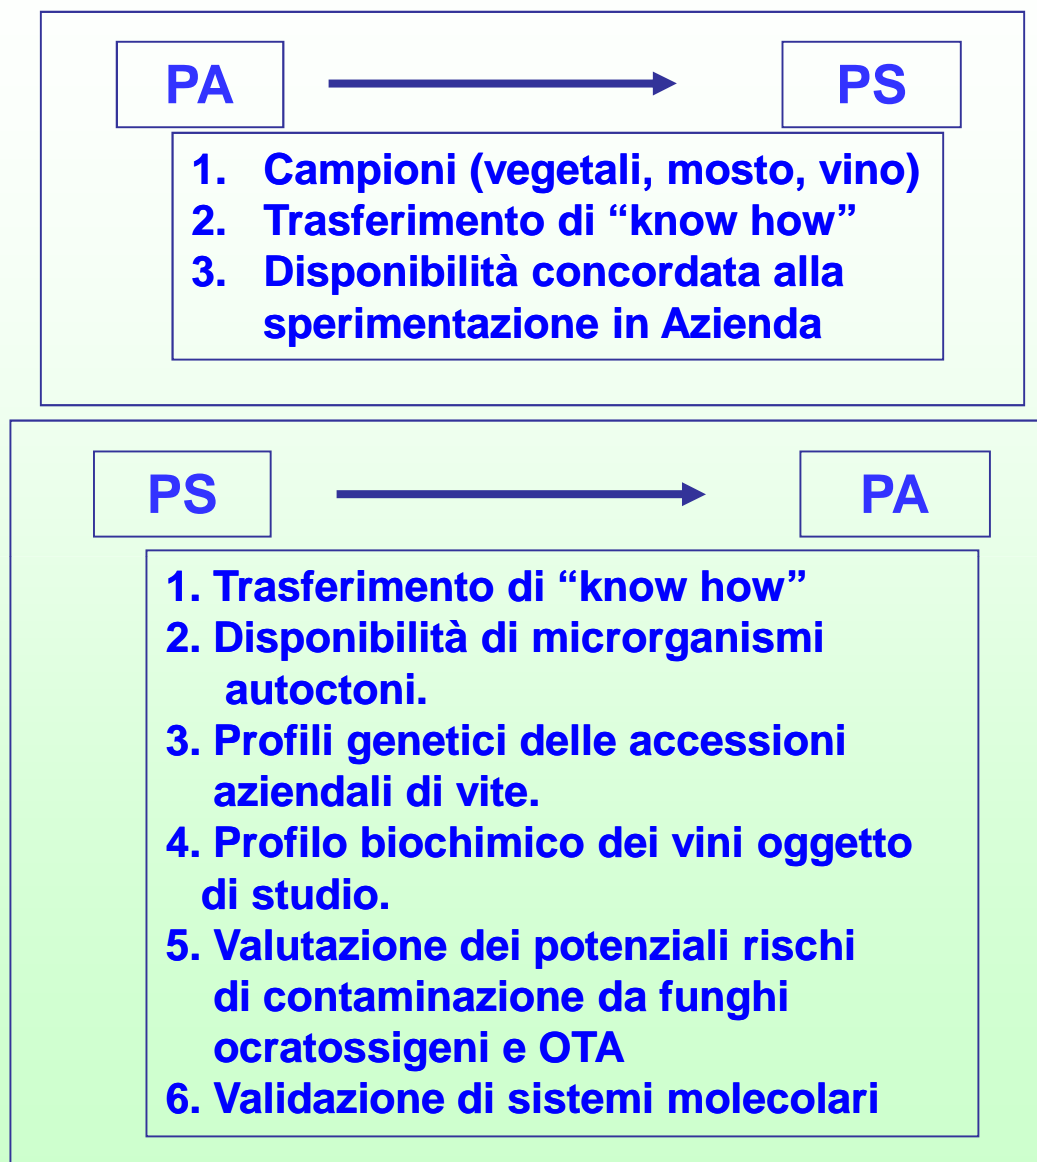 PA PS
1. Campioni (vegetali, mosto, vino)
2. Trasferimento di “know how”
3. Disponibilità concordata alla
sperimentazione in Azienda
PS PA
1. Trasferimento di “know how”
2. Disponibilità di microrganismi
autoctoni.
3. Profili genetici delle accessioni
aziendali di vite.
4. Profilo biochimico dei vini oggetto
di studio.
5. Valutazione dei potenziali rischi
di contaminazione da funghi
ocratossigeni e OTA
6. Validazione di sistemi molecolari